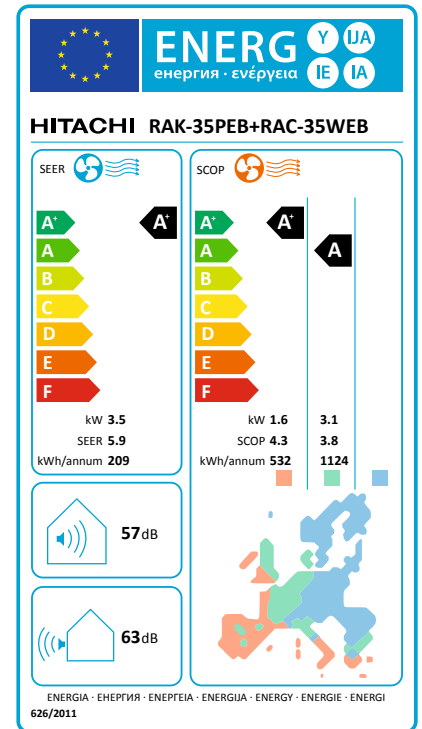 ENERG Y IJA
енергия · ενέργεια IE IA
HITACHI RAK-35PEB+RAC-35WEB
SEER SCOP
A⁺ A⁺ A⁺ A⁺
A A A
B B
C C
D D
E E
F F
kW 3.5 kW 1.6 3.1
SEER 5.9 SCOP 4.3 3.8
kWh/annum 209 kWh/annum 532 1124
57dB
63dB
ENERGIA · ЕНЕРГИЯ · ΕΝΕΡΓΕΙΑ · ENERGIJA · ENERGY · ENERGIE · ENERGI
626/2011